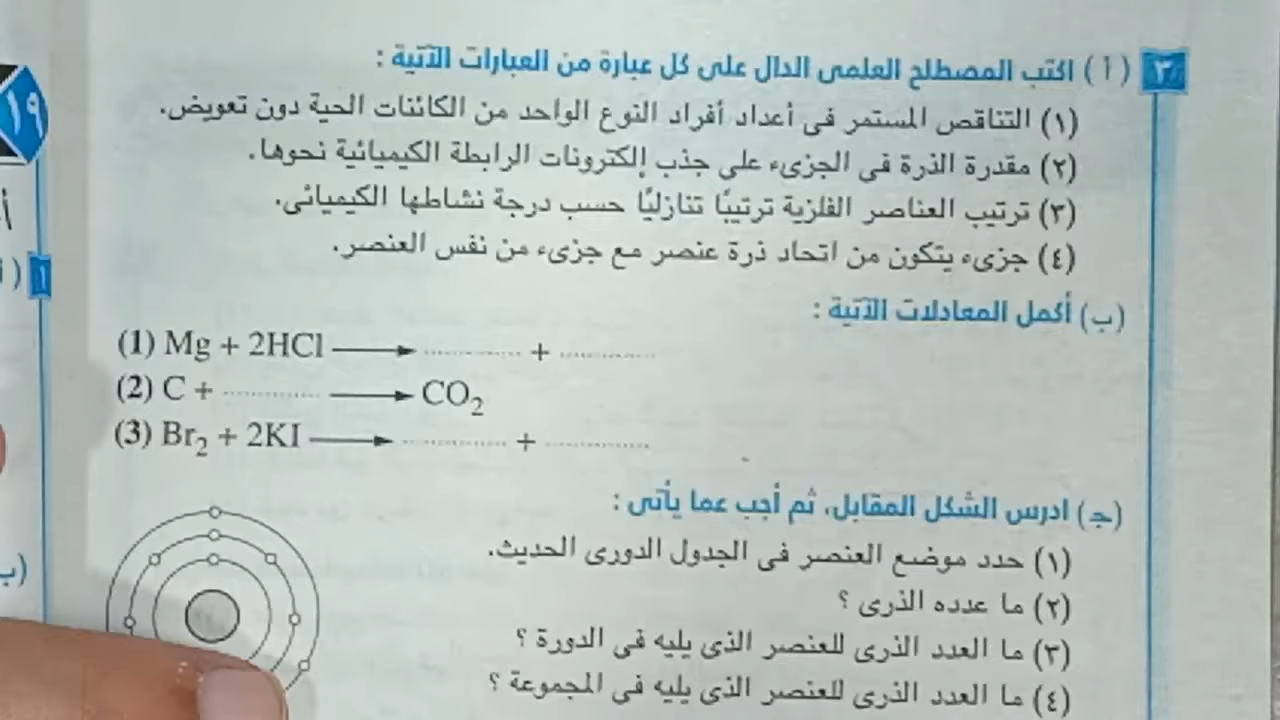 ٣ (أ) اكتب المصطلح العلمى الدال على كل عبارة من العبارات الآتية :
(١) التناقص المستمر فى أعداد أفراد النوع الواحد من الكائنات الحية دون تعويض.
(٢) مقدرة الذرة فى الجزىء على جذب إلكترونات الرابطة الكيميائية نحوها.
(٣) ترتيب العناصر الفلزية ترتيبًا تنازليًا حسب درجة نشاطها الكيميائى.
(٤) جزىء يتكون من اتحاد ذرة عنصر مع جزىء من نفس العنصر.
(ب) أكمل المعادلات الآتية :
(1) Mg + 2HCl ⟶ ............ + ............
(2) C + ............ ⟶ CO₂
(3) Br₂ + 2KI ⟶ ............ + ............
(جـ) ادرس الشكل المقابل، ثم أجب عما يأتى :
(١) حدد موضع العنصر فى الجدول الدورى الحديث.
(٢) ما عدده الذرى ؟
(٣) ما العدد الذرى للعنصر الذى يليه فى الدورة ؟
(٤) ما العدد الذرى للعنصر الذى يليه فى المجموعة ؟
١٩
١
(ب